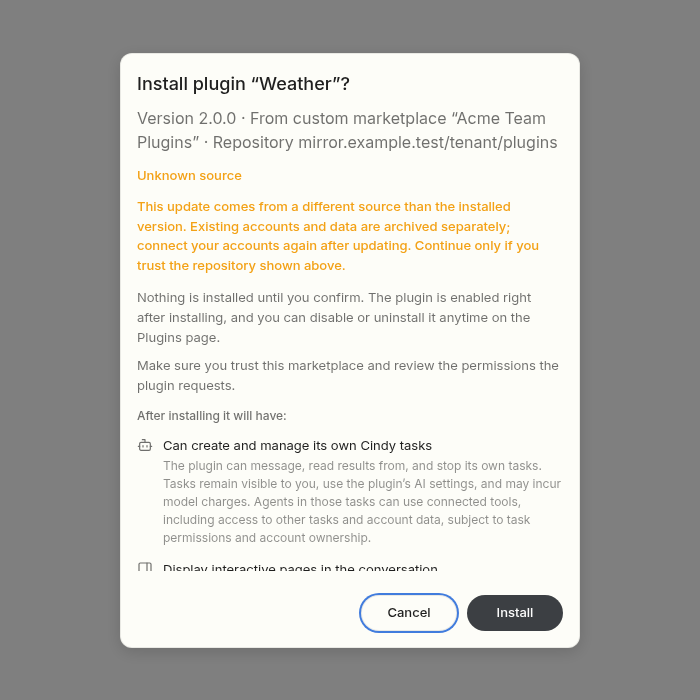 Install plugin “Weather”?
Version 2.0.0 · From custom marketplace “Acme Team
Plugins” · Repository mirror.example.test/tenant/plugins
Unknown source
This update comes from a different source than the installed
version. Existing accounts and data are archived separately;
connect your accounts again after updating. Continue only if you
trust the repository shown above.
Nothing is installed until you confirm. The plugin is enabled right
after installing, and you can disable or uninstall it anytime on the
Plugins page.
Make sure you trust this marketplace and review the permissions the
plugin requests.
After installing it will have:
Can create and manage its own Cindy tasks
The plugin can message, read results from, and stop its own tasks.
Tasks remain visible to you, use the plugin’s AI settings, and may incur
model charges. Agents in those tasks can use connected tools,
including access to other tasks and account data, subject to task
permissions and account ownership.
Display interactive pages in the conversation
Cancel
Install